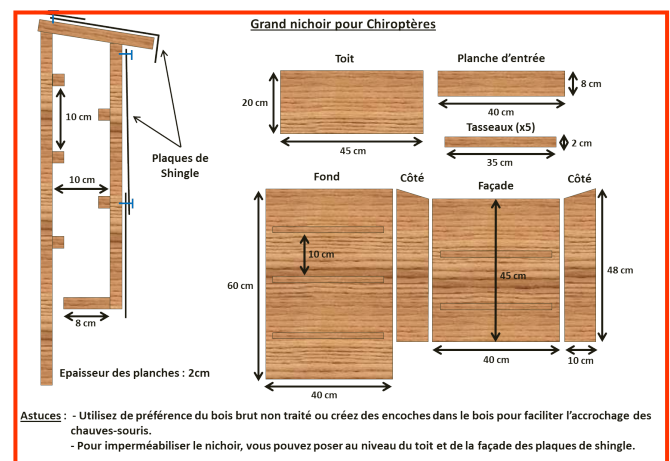 Grand nichoir pour Chiroptères
Toit
Planche d'entrée
20 cm
8 cm
45 cm
40 cm
Tasseaux (x5)
2 cm
35 cm
10 cm
Plaques de
Shingle
10 cm
8 cm
Epaisseur des planches : 2cm
Fond
Côté
Façade
Côté
10 cm
60 cm
45 cm
48 cm
40 cm
40 cm
10 cm
Astuces : - Utilisez de préférence du bois brut non traité ou créez des encoches dans le bois pour faciliter l'accrochage des
chauves-souris.
- Pour imperméabiliser le nichoir, vous pouvez poser au niveau du toit et de la façade des plaques de shingle.